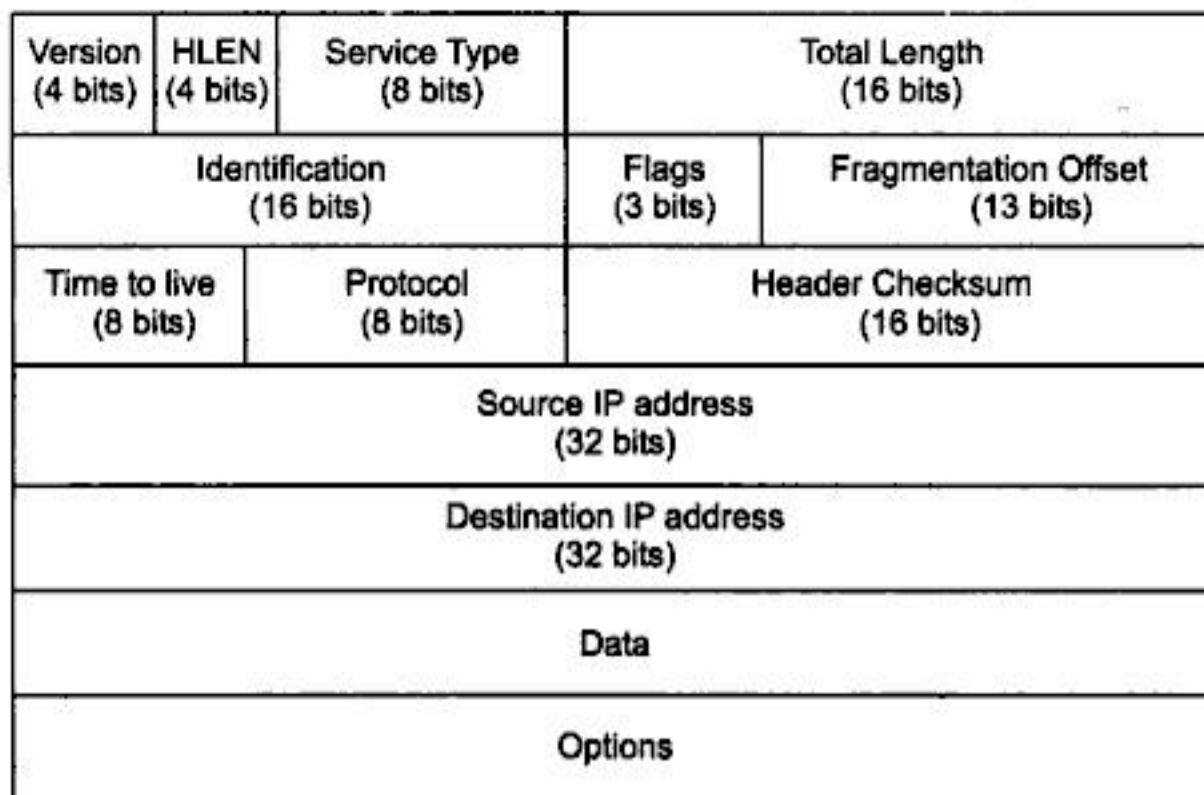 Version HLEN Service Type Total Length
(4 bits) (4 bits) (8 bits) (16 bits)
Identification Flags Fragmentation Offset
(16 bits) (3 bits) (13 bits)
Time to live Protocol Header Checksum
(8 bits) (8 bits) (16 bits)
Source IP address
(32 bits)
Destination IP address
(32 bits)
Data
Options